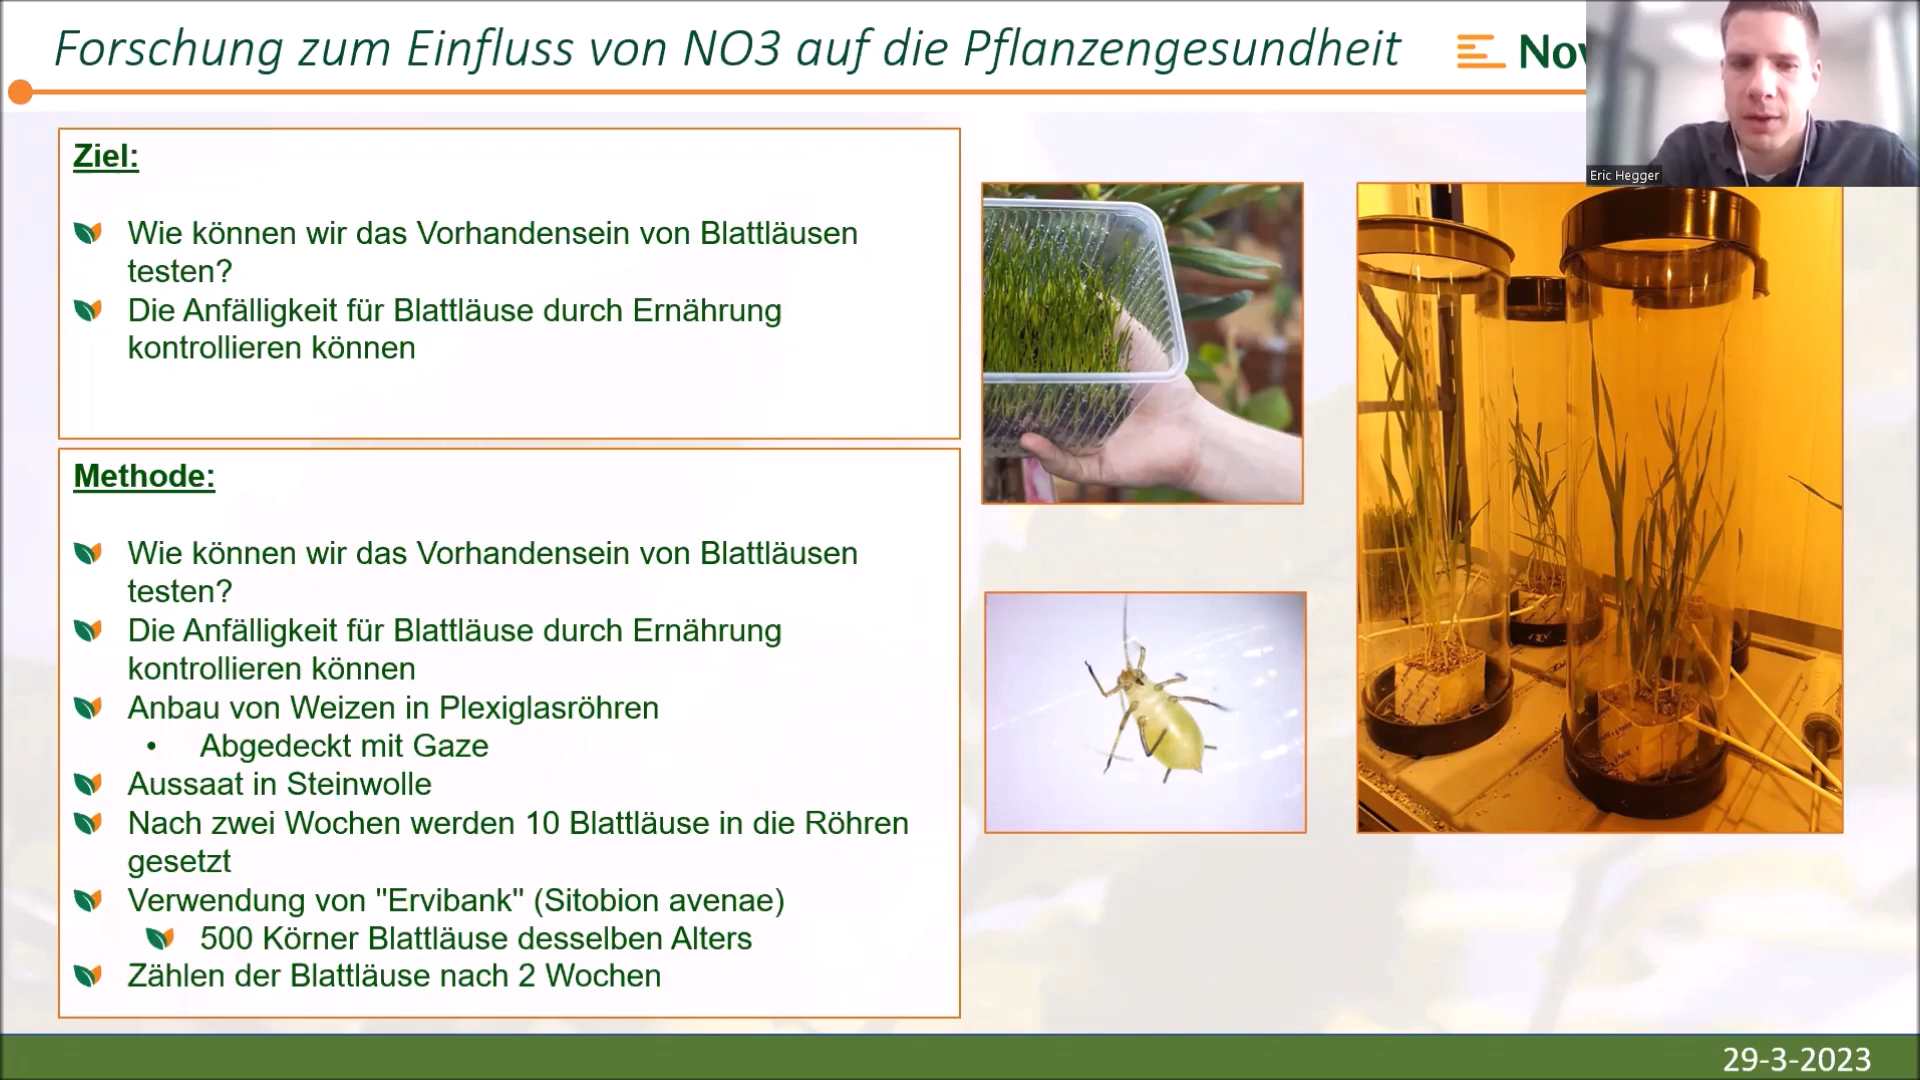 Forschung zum Einfluss von NO3 auf die Pflanzengesundheit
Eric Hegger
Ziel:
Wie können wir das Vorhandensein von Blattläusen
testen?
Die Anfälligkeit für Blattläuse durch Ernährung
kontrollieren können
Methode:
Wie können wir das Vorhandensein von Blattläusen
testen?
Die Anfälligkeit für Blattläuse durch Ernährung
kontrollieren können
Anbau von Weizen in Plexiglasröhren
• Abgedeckt mit Gaze
Aussaat in Steinwolle
Nach zwei Wochen werden 10 Blattläuse in die Röhren
gesetzt
Verwendung von "Ervibank" (Sitobion avenae)
500 Körner Blattläuse desselben Alters
Zählen der Blattläuse nach 2 Wochen
29-3-2023